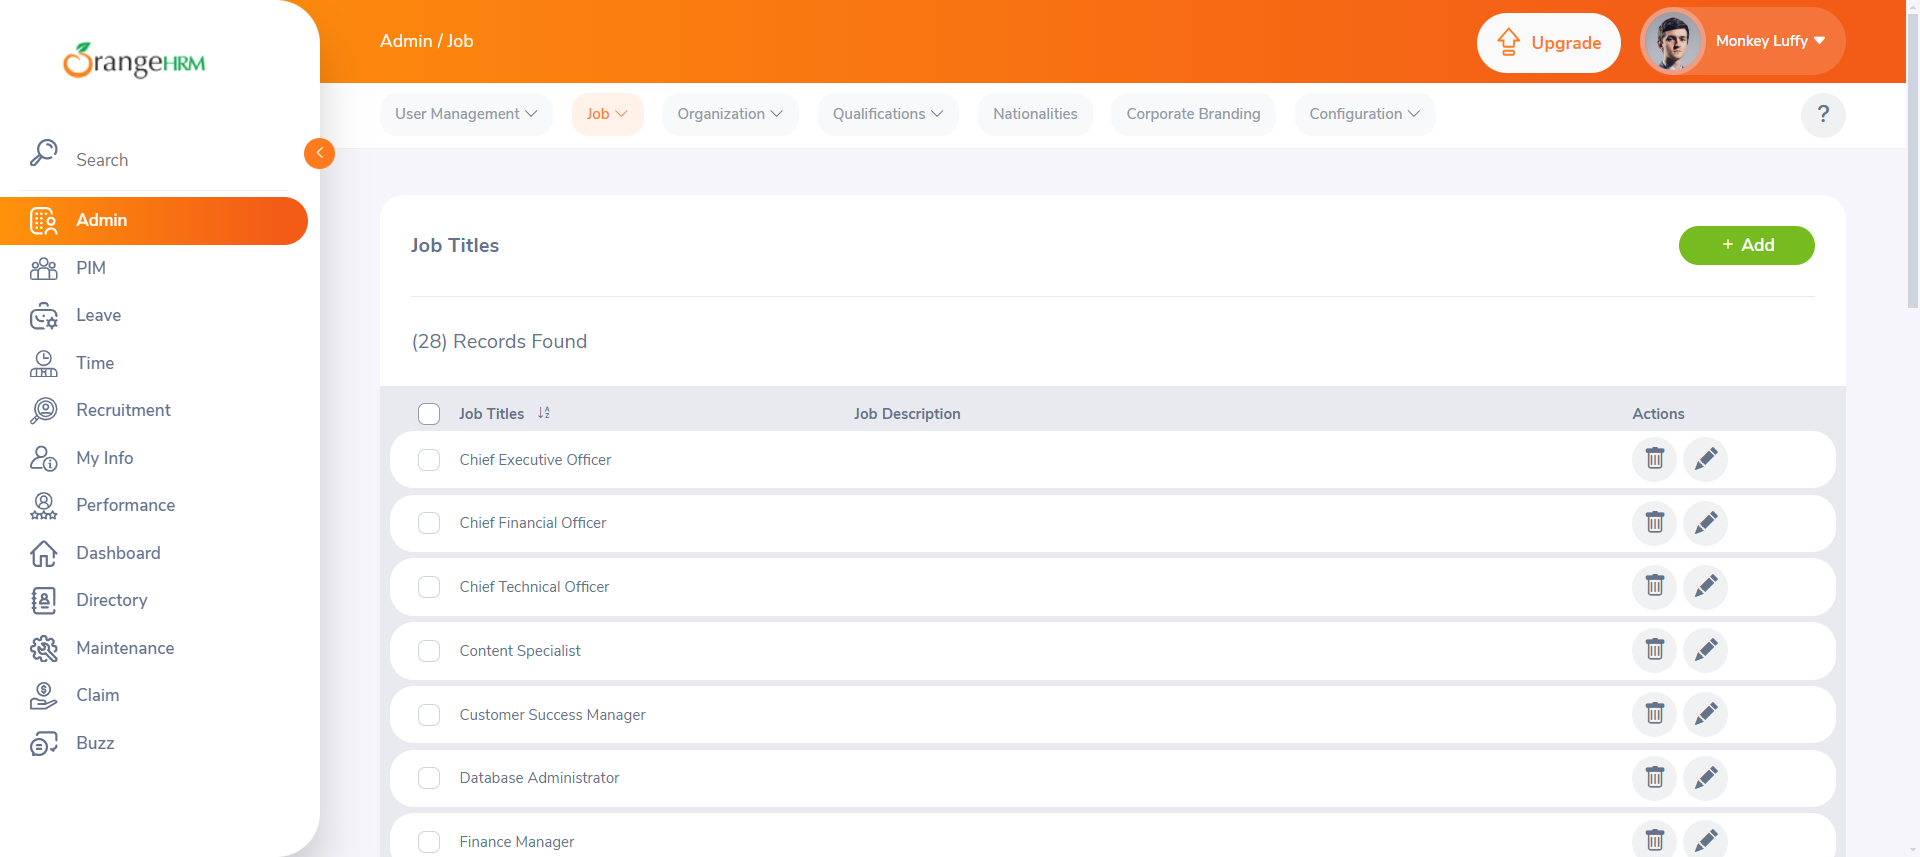 OrangeHRM
Admin / Job
Upgrade
Monkey Luffy
User Management
Job
Organization
Qualifications
Nationalities
Corporate Branding
Configuration
?
Search
Admin
PIM
Leave
Time
Recruitment
My Info
Performance
Dashboard
Directory
Maintenance
Claim
Buzz
Job Titles
+ Add
(28) Records Found
Job Titles
Job Description
Actions
Chief Executive Officer
Chief Financial Officer
Chief Technical Officer
Content Specialist
Customer Success Manager
Database Administrator
Finance Manager